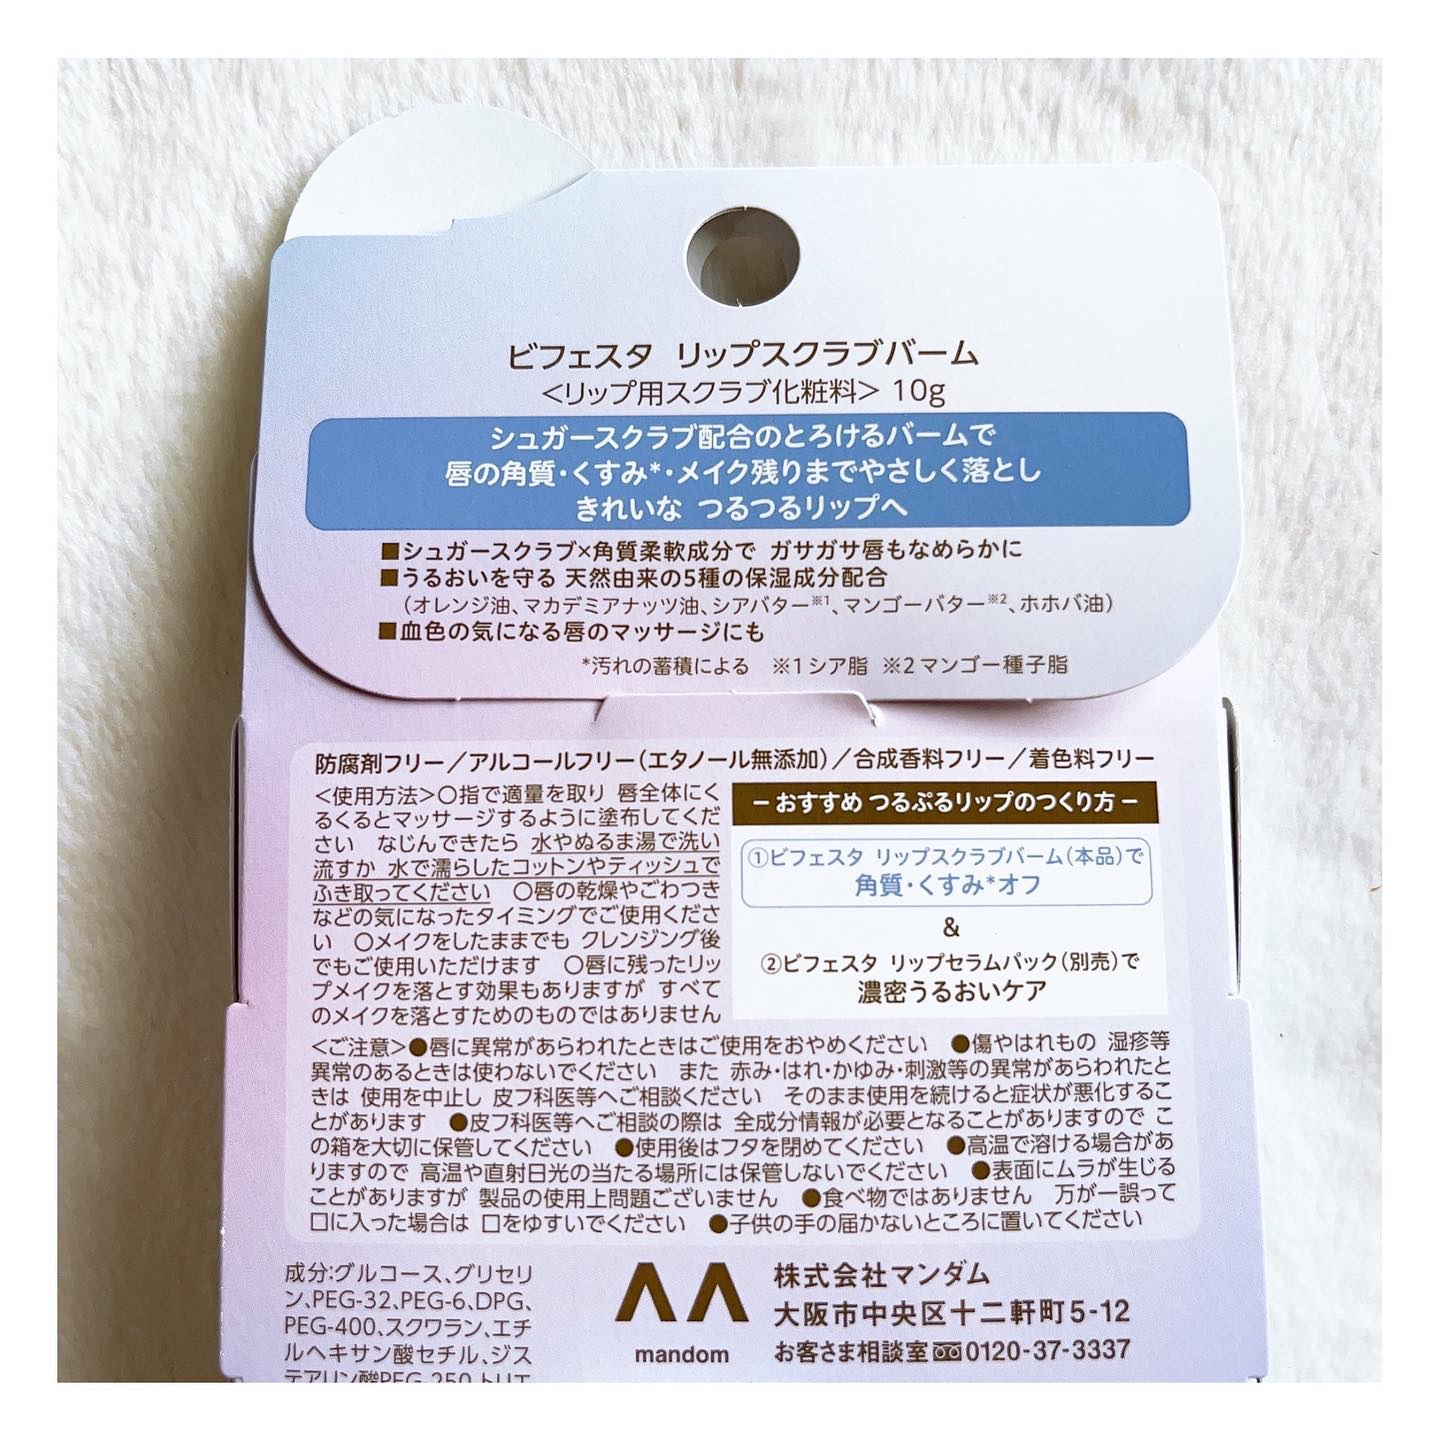 ビフェスタ リップスクラブバーム
<リップ用スクラブ化粧料> 10g
シュガースクラブ配合のとろけるバームで
唇の角質・くすみ*・メイク残りまでやさしく落とし
きれいな つるつるリップへ
■シュガースクラブ×角質柔軟成分で ガサガサ唇もなめらかに
■うるおいを守る 天然由来の5種の保湿成分配合
(オレンジ油、マカデミアナッツ油、シアバター※1、マンゴーバター※2、ホホバ油)
■血色の気になる唇のマッサージにも
*汚れの蓄積による ※1 シア脂 ※2 マンゴー種子脂
防腐剤フリー/アルコールフリー(エタノール無添加)/合成香料フリー/着色料フリー
<使用方法>○指で適量を取り 唇全体にく
るくるとマッサージするように塗布してくだ
さい なじんできたら 水やぬるま湯で洗い
流すか 水で濡らしたコットンやティッシュで
ふき取ってください ○唇の乾燥やごわつき
などの気になったタイミングでご使用くださ
い ○メイクをしたままでも クレンジング後
でもご使用いただけます ○唇に残ったリッ
プメイクを落とす効果もありますが すべて
のメイクを落とすためのものではありません
– おすすめ つるぷるリップのつくり方 –
①ビフェスタ リップスクラブバーム(本品)で
角質・くすみ*オフ
&
②ビフェスタ リップセラムパック(別売)で
濃密うるおいケア
<ご注意>●唇に異常があらわれたときはご使用をおやめください ●傷やはれもの 湿疹等
異常のあるときは使わないでください また 赤み・はれ・かゆみ・刺激等の異常があらわれたと
きは 使用を中止し 皮フ科医等へご相談ください そのまま使用を続けると症状が悪化するこ
とがあります ●皮フ科医等へご相談の際は 全成分情報が必要となることがありますので こ
の箱を大切に保管してください ●使用後はフタを閉めてください ●高温で溶ける場合があ
りますので 高温や直射日光の当たる場所には保管しないでください ●表面にムラが生じる
ことがありますが 製品の使用上問題ございません ●食べ物ではありません 万が一誤って
口に入った場合は 口をゆすいでください ●子供の手の届かないところに置いてください
成分:グルコース、グリセリ
ン、PEG-32、PEG-6、DPG、
PEG-400、スクワラン、エチ
ルヘキサン酸セチル、ジス
テアリン酸PEG-250、トリエ
mandom
株式会社マンダム
大阪市中央区十二軒町5-12
お客さま相談室 0120-37-3337